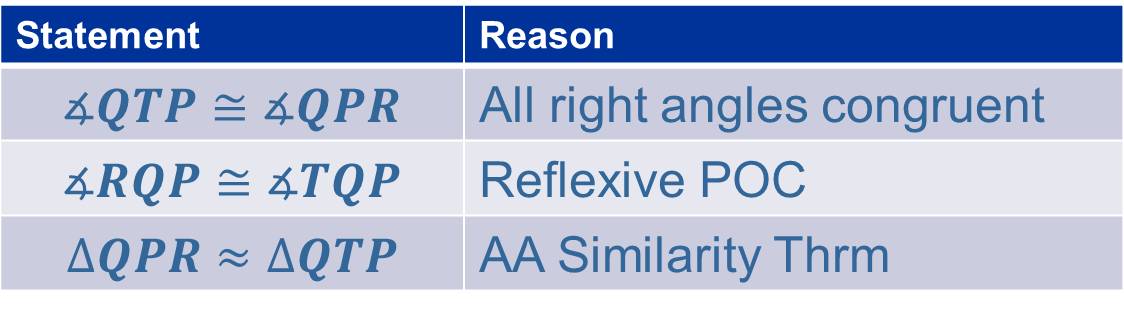 Statement Reason
∡QTP ≅ ∡QPR All right angles congruent
∡RQP ≅ ∡TQP Reflexive POC
ΔQPR ≈ ΔQTP AA Similarity Thrm